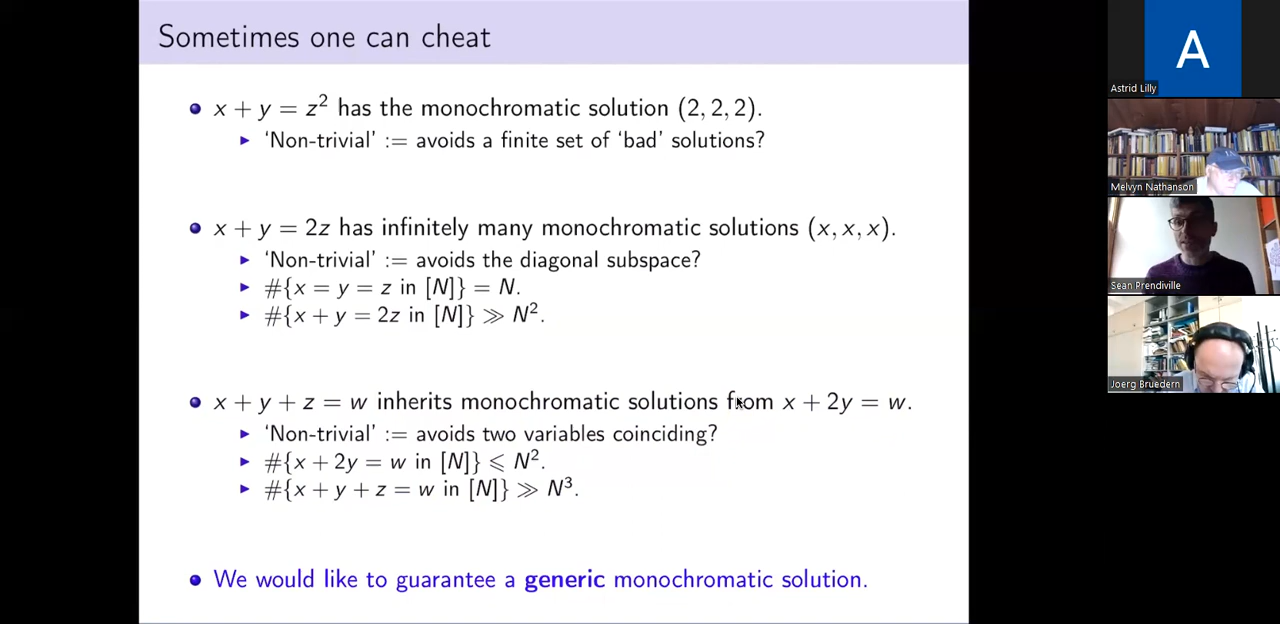 Sometimes one can cheat
x + y = z² has the monochromatic solution (2, 2, 2).
'Non-trivial' := avoids a finite set of 'bad' solutions?
x + y = 2z has infinitely many monochromatic solutions (x, x, x).
'Non-trivial' := avoids the diagonal subspace?
#{x = y = z in [N]} = N.
#{x + y = 2z in [N]} ≫ N².
x + y + z = w inherits monochromatic solutions from x + 2y = w.
'Non-trivial' := avoids two variables coinciding?
#{x + 2y = w in [N]} ⩽ N².
#{x + y + z = w in [N]} ≫ N³.
We would like to guarantee a generic monochromatic solution.
A
Astrid Lilly
Melvyn Nathanson
Sean Prendiville
Joerg Bruedern